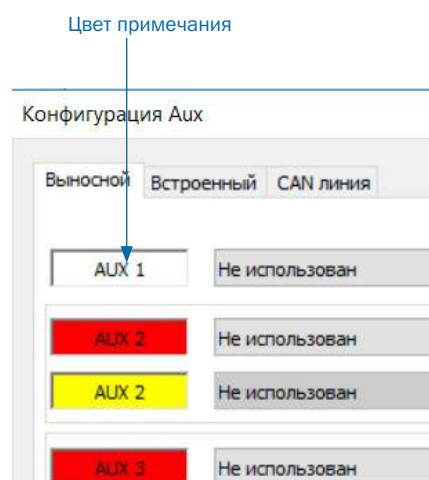 Цвет примечания
Конфигурация Aux
Выносной Встроенный CAN линия
AUX 1 Не использован
AUX 2 Не использован
AUX 2 Не использован
AUX 3 Не использован